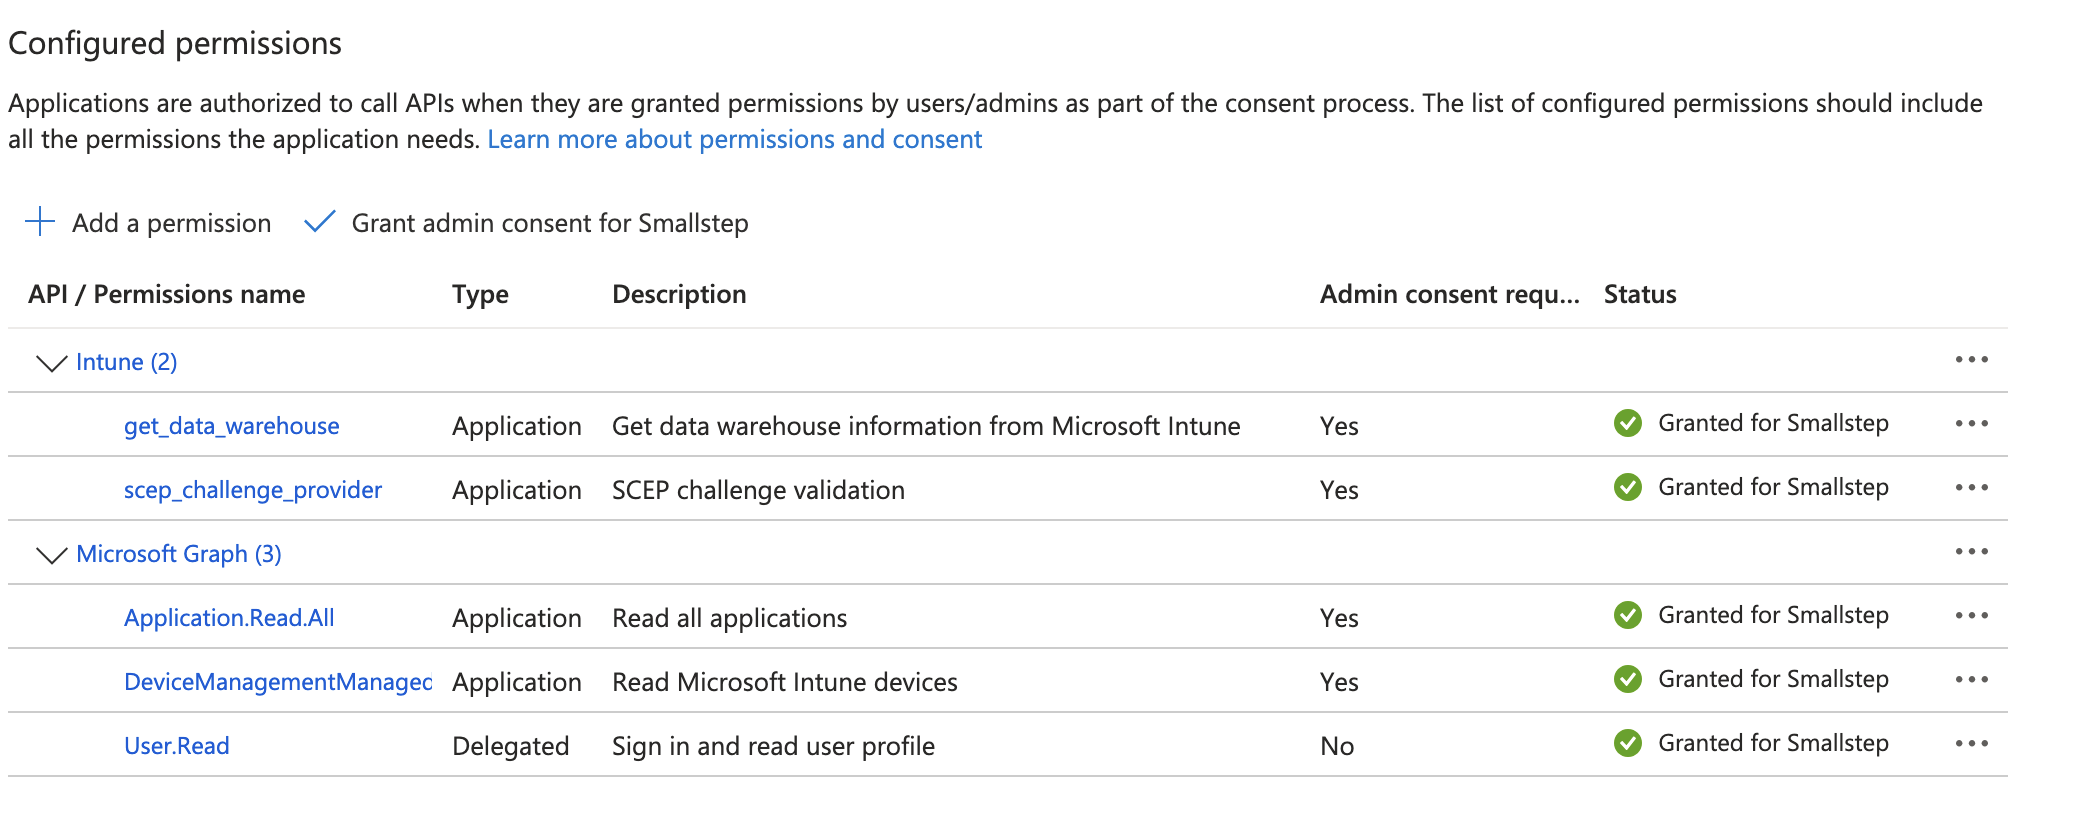 Configured permissions
Applications are authorized to call APIs when they are granted permissions by users/admins as part of the consent process. The list of configured permissions should include
all the permissions the application needs. Learn more about permissions and consent
Add a permission Grant admin consent for Smallstep
API / Permissions name Type Description Admin consent requ... Status
Intune (2)
get_data_warehouse Application Get data warehouse information from Microsoft Intune Yes Granted for Smallstep
scep_challenge_provider Application SCEP challenge validation Yes Granted for Smallstep
Microsoft Graph (3)
Application.Read.All Application Read all applications Yes Granted for Smallstep
DeviceManagementManaged Application Read Microsoft Intune devices Yes Granted for Smallstep
User.Read Delegated Sign in and read user profile No Granted for Smallstep